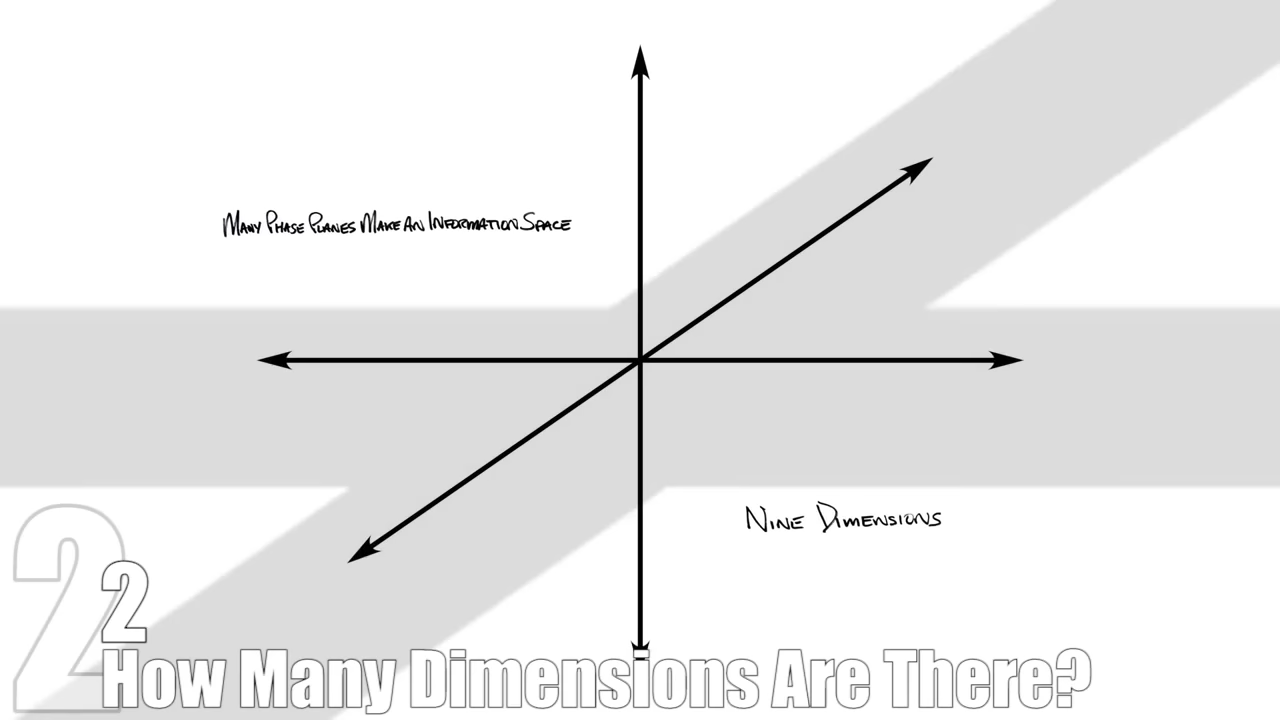 Many Phase Planes Make An Information Space
Nine Dimensions
2
2
How Many Dimensions Are There?